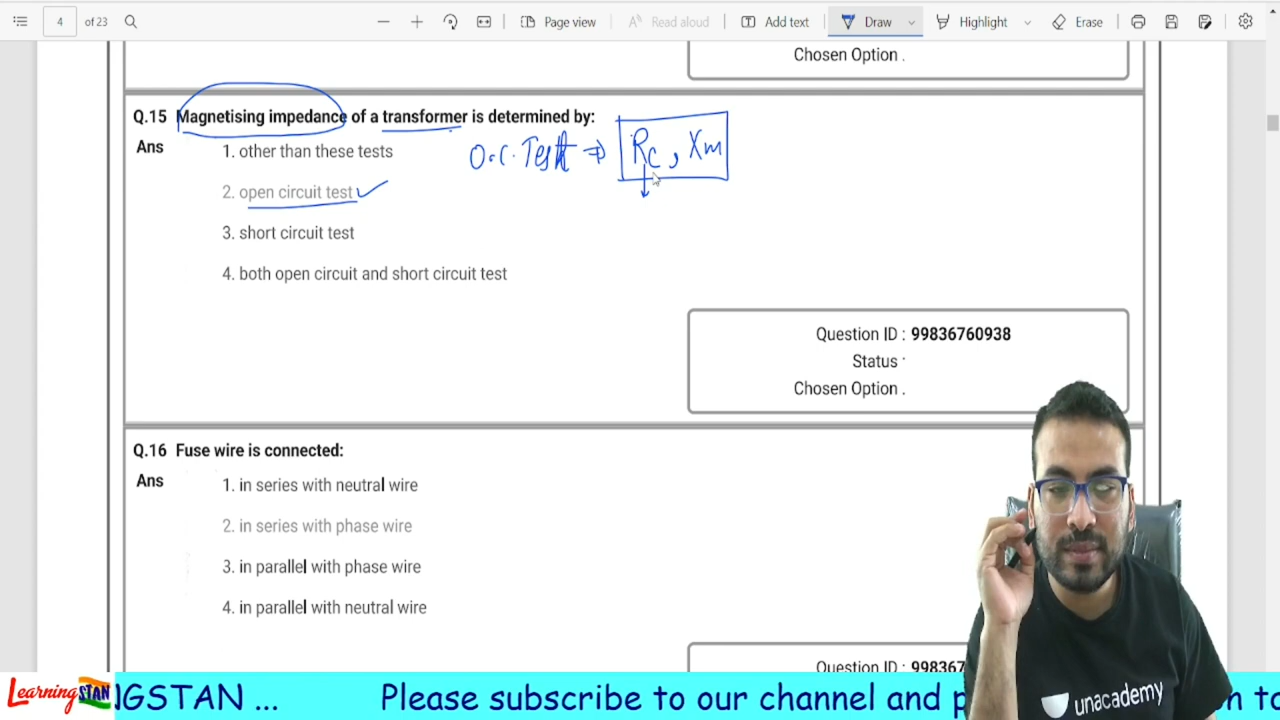 4 of 23 Page view Read aloud Add text Draw Highlight Erase
Chosen Option .
Q.15 Magnetising impedance of a transformer is determined by:
Ans 1. other than these tests
O.C. Test ⇒ Rc, Xm
2. open circuit test
3. short circuit test
4. both open circuit and short circuit test
Question ID : 99836760938
Status :
Chosen Option .
Q.16 Fuse wire is connected:
Ans 1. in series with neutral wire
2. in series with phase wire
3. in parallel with phase wire
4. in parallel with neutral wire
Question ID : 998367
unacademy
LearningSTAN
NGSTAN ... Please subscribe to our channel and p
on to